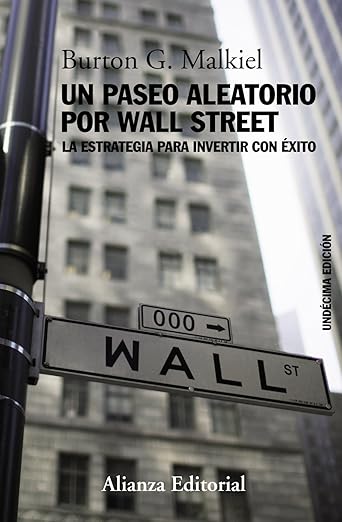 Burton G. Malkiel
UN PASEO ALEATORIO
POR WALL STREET
LA ESTRATEGIA PARA INVERTIR CON ÉXITO
UNDÉCIMA EDICIÓN
000 →
WALL ST
Alianza Editorial